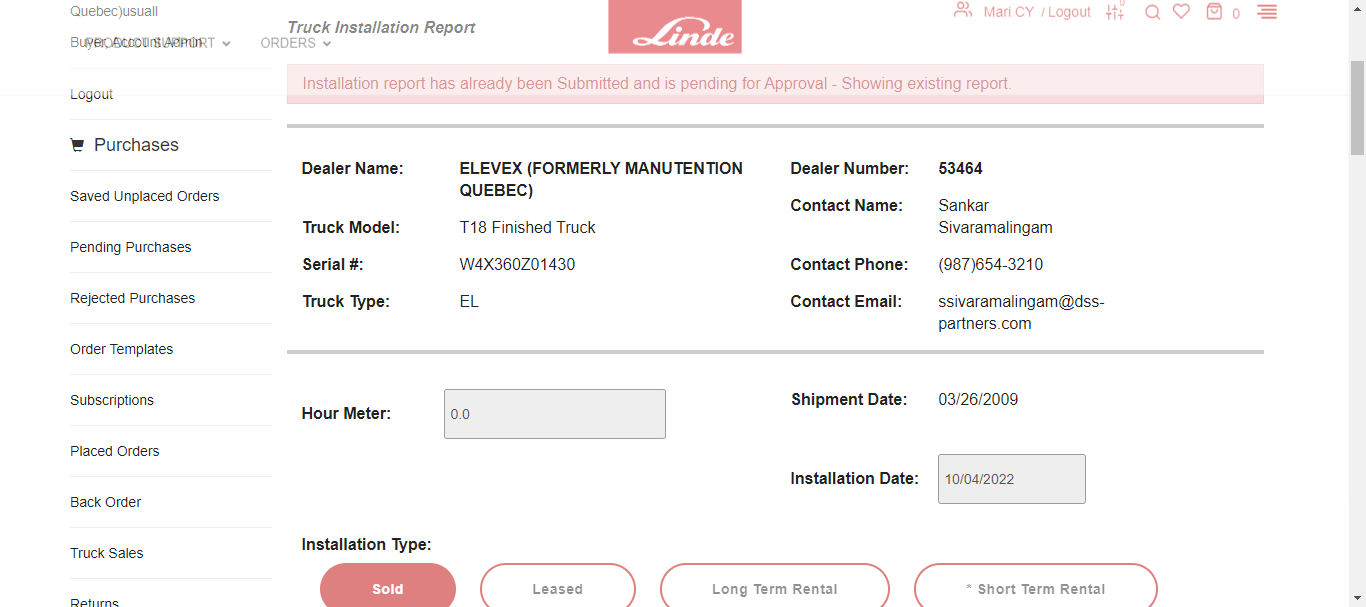 Quebec)usuall
Buyer, Account Admin
PRODUCT SUPPORT
ORDERS
Truck Installation Report
Linde
Mari CY / Logout
0
0
Logout
Purchases
Saved Unplaced Orders
Pending Purchases
Rejected Purchases
Order Templates
Subscriptions
Placed Orders
Back Order
Truck Sales
Returns
Installation report has already been Submitted and is pending for Approval - Showing existing report.
Dealer Name: ELEVEX (FORMERLY MANUTENTION
QUEBEC)
Truck Model: T18 Finished Truck
Serial #: W4X360Z01430
Truck Type: EL
Dealer Number: 53464
Contact Name: Sankar
Sivaramalingam
Contact Phone: (987)654-3210
Contact Email: ssivaramalingam@dss-
partners.com
Hour Meter: 0.0
Shipment Date: 03/26/2009
Installation Date: 10/04/2022
Installation Type:
Sold Leased Long Term Rental * Short Term Rental